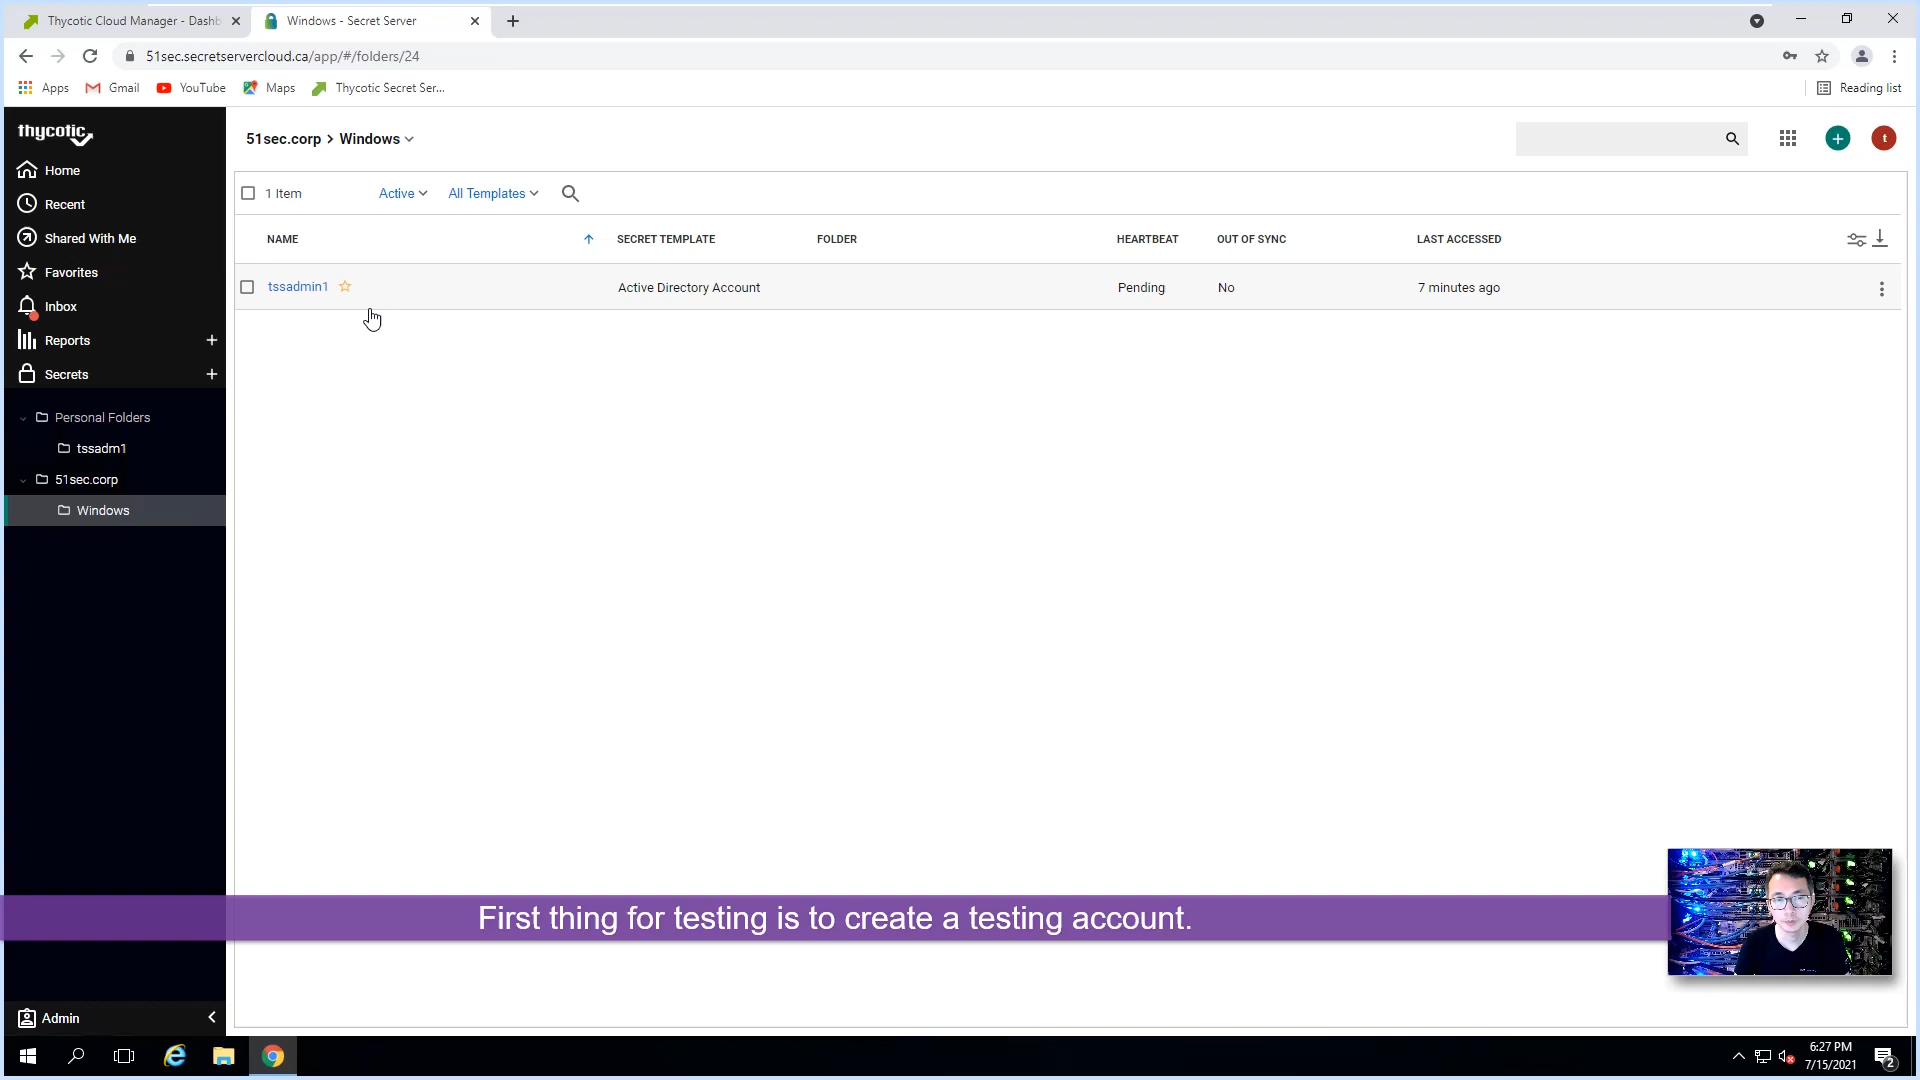 Thycotic Cloud Manager - Dashb
Windows - Secret Server
51sec.secretservercloud.ca/app/#/folders/24
Apps
Gmail
YouTube
Maps
Thycotic Secret Ser...
Reading list
thycotic
51sec.corp > Windows
t
Home
Recent
Shared With Me
Favorites
Inbox
Reports
Secrets
Personal Folders
tssadm1
51sec.corp
Windows
Admin
1 Item
Active
All Templates
NAME
SECRET TEMPLATE
FOLDER
HEARTBEAT
OUT OF SYNC
LAST ACCESSED
tssadmin1
Active Directory Account
Pending
No
7 minutes ago
First thing for testing is to create a testing account.
6:27 PM
7/15/2021
2